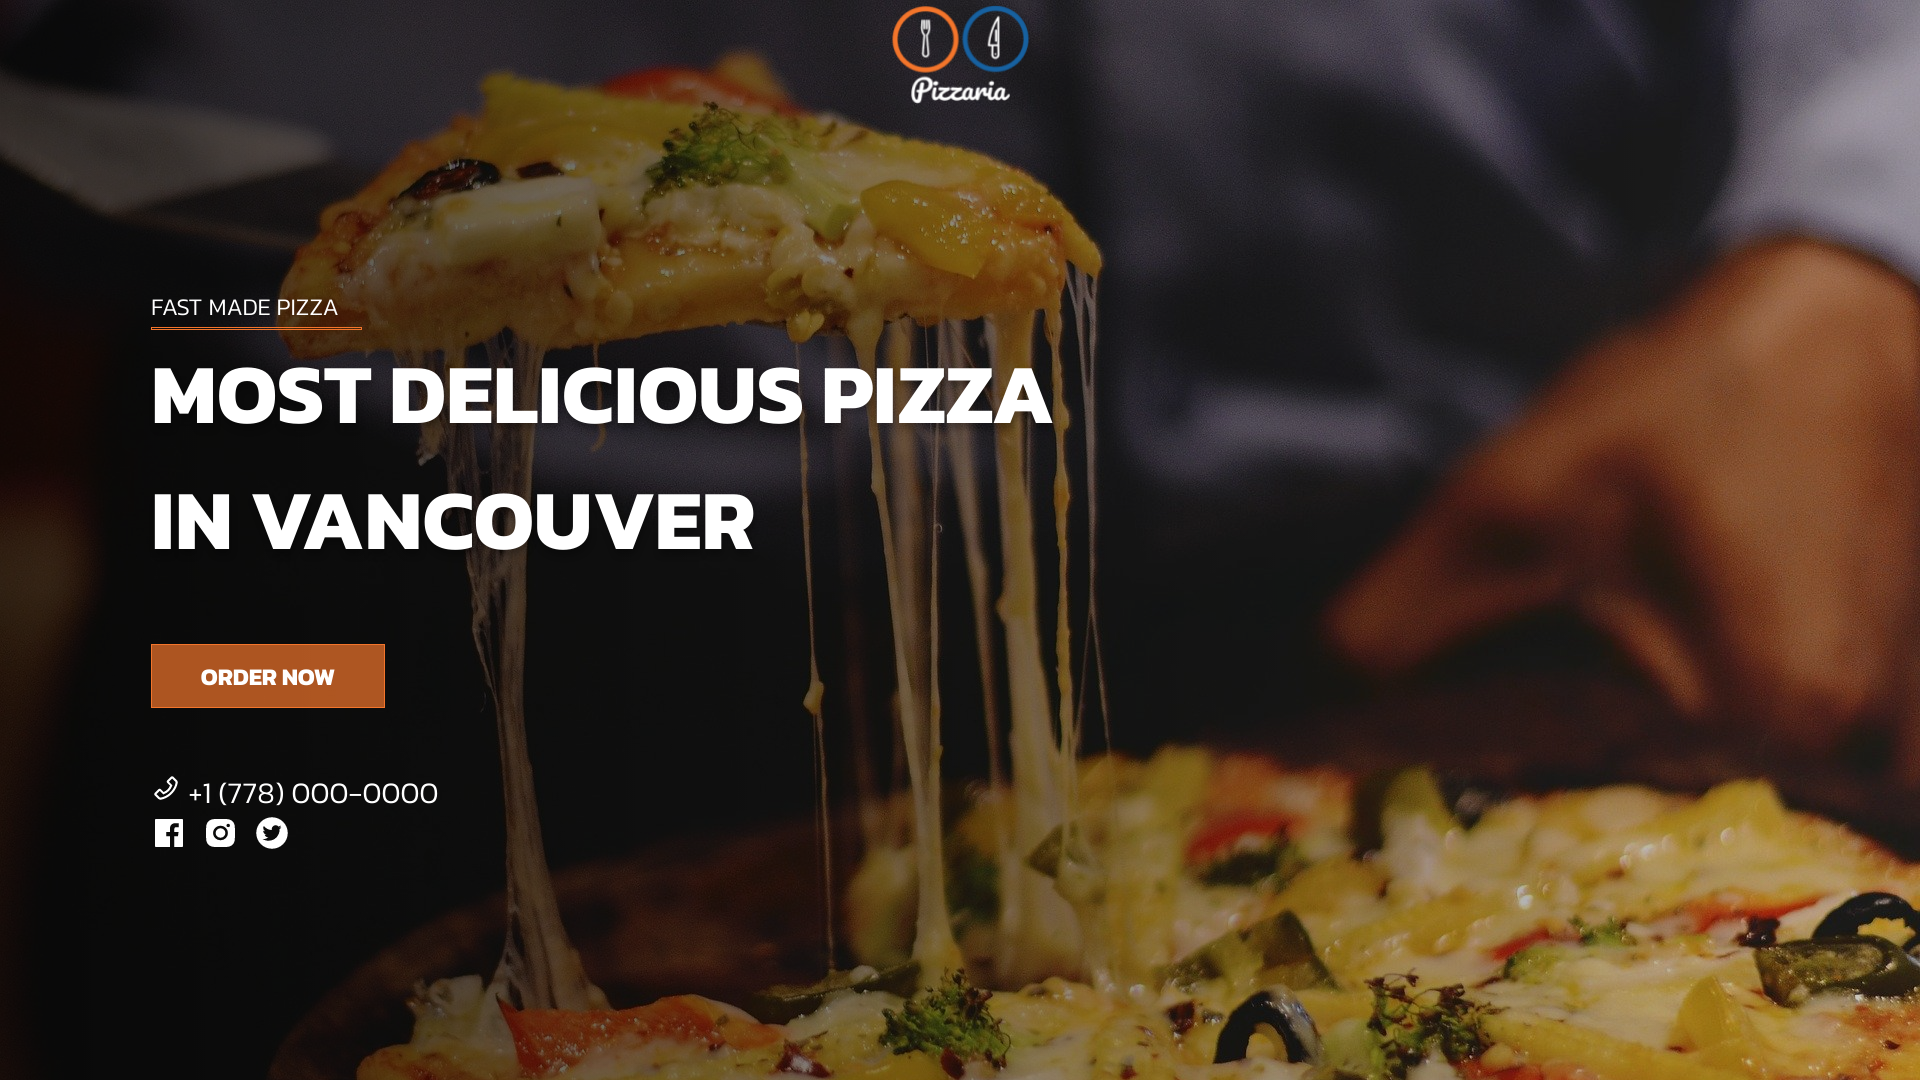 Pizzaria
FAST MADE PIZZA
MOST DELICIOUS PIZZA
IN VANCOUVER
ORDER NOW
+1 (778) 000-0000